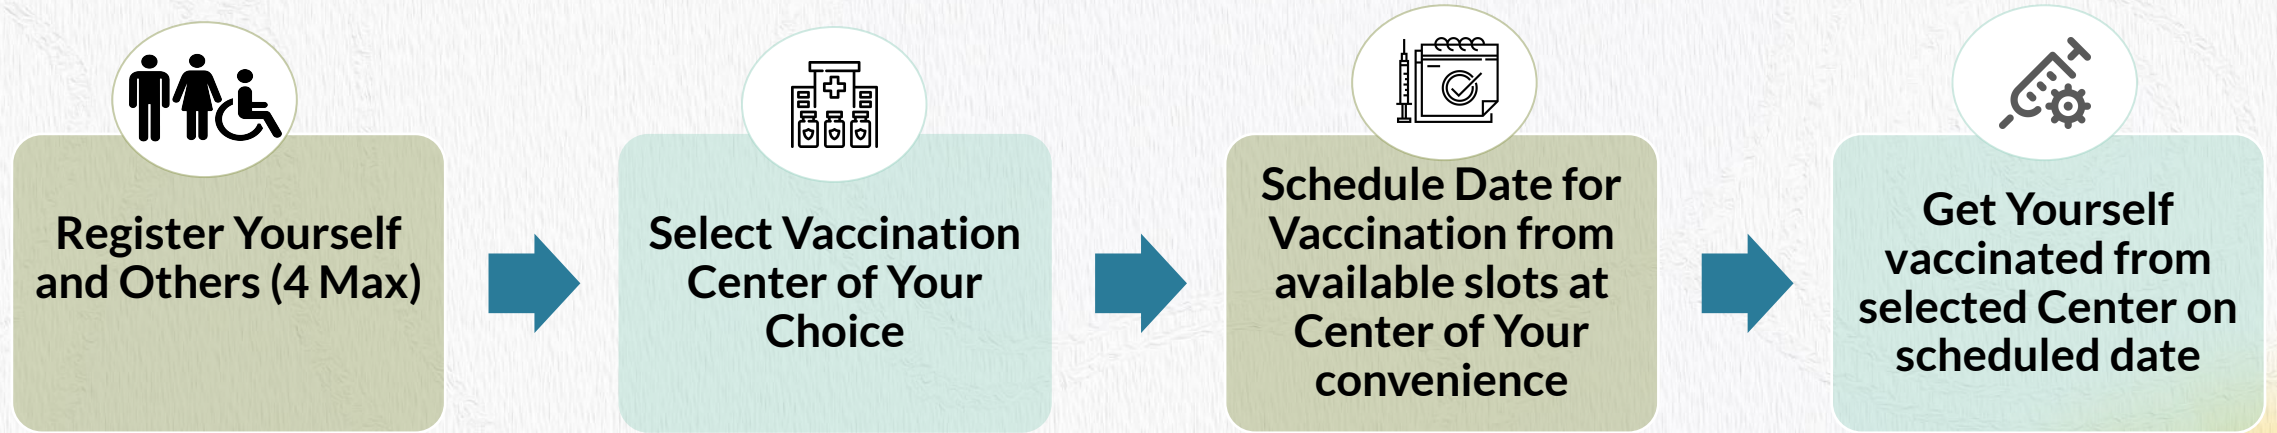 Register Yourself
and Others (4 Max)
Select Vaccination
Center of Your
Choice
Schedule Date for
Vaccination from
available slots at
Center of Your
convenience
Get Yourself
vaccinated from
selected Center on
scheduled date